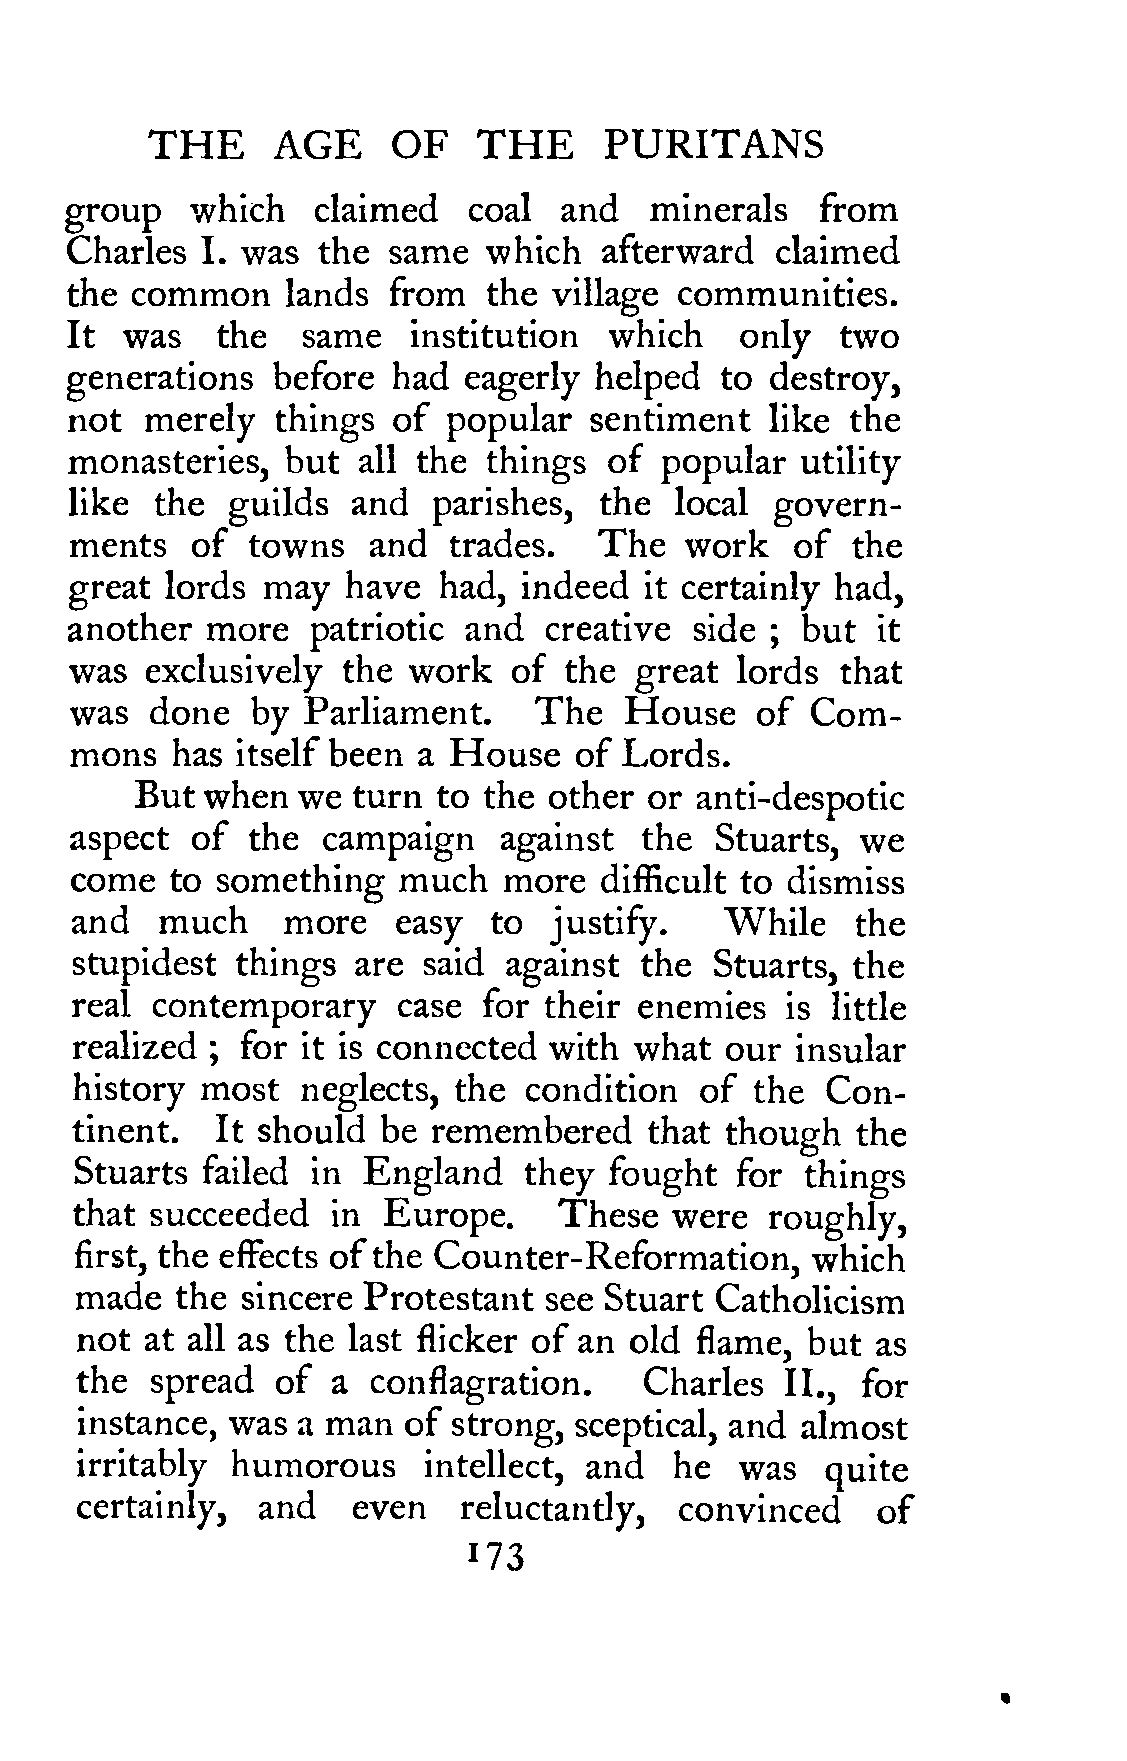 THE AGE OF THE PURITANS
group which claimed coal and minerals from
Charles I. was the same which afterward claimed
the common lands from the village communities.
It was the same institution which only two
generations before had eagerly helped to destroy,
not merely things of popular sentiment like the
monasteries, but all the things of popular utility
like the guilds and parishes, the local govern-
ments of towns and trades. The work of the
great lords may have had, indeed it certainly had,
another more patriotic and creative side ; but it
was exclusively the work of the great lords that
was done by Parliament. The House of Com-
mons has itself been a House of Lords.
But when we turn to the other or anti-despotic
aspect of the campaign against the Stuarts, we
come to something much more difficult to dismiss
and much more easy to justify. While the
stupidest things are said against the Stuarts, the
real contemporary case for their enemies is little
realized ; for it is connected with what our insular
history most neglects, the condition of the Con-
tinent. It should be remembered that though the
Stuarts failed in England they fought for things
that succeeded in Europe. These were roughly,
first, the effects of the Counter-Reformation, which
made the sincere Protestant see Stuart Catholicism
not at all as the last flicker of an old flame, but as
the spread of a conflagration. Charles II., for
instance, was a man of strong, sceptical, and almost
irritably humorous intellect, and he was quite
certainly, and even reluctantly, convinced of
173